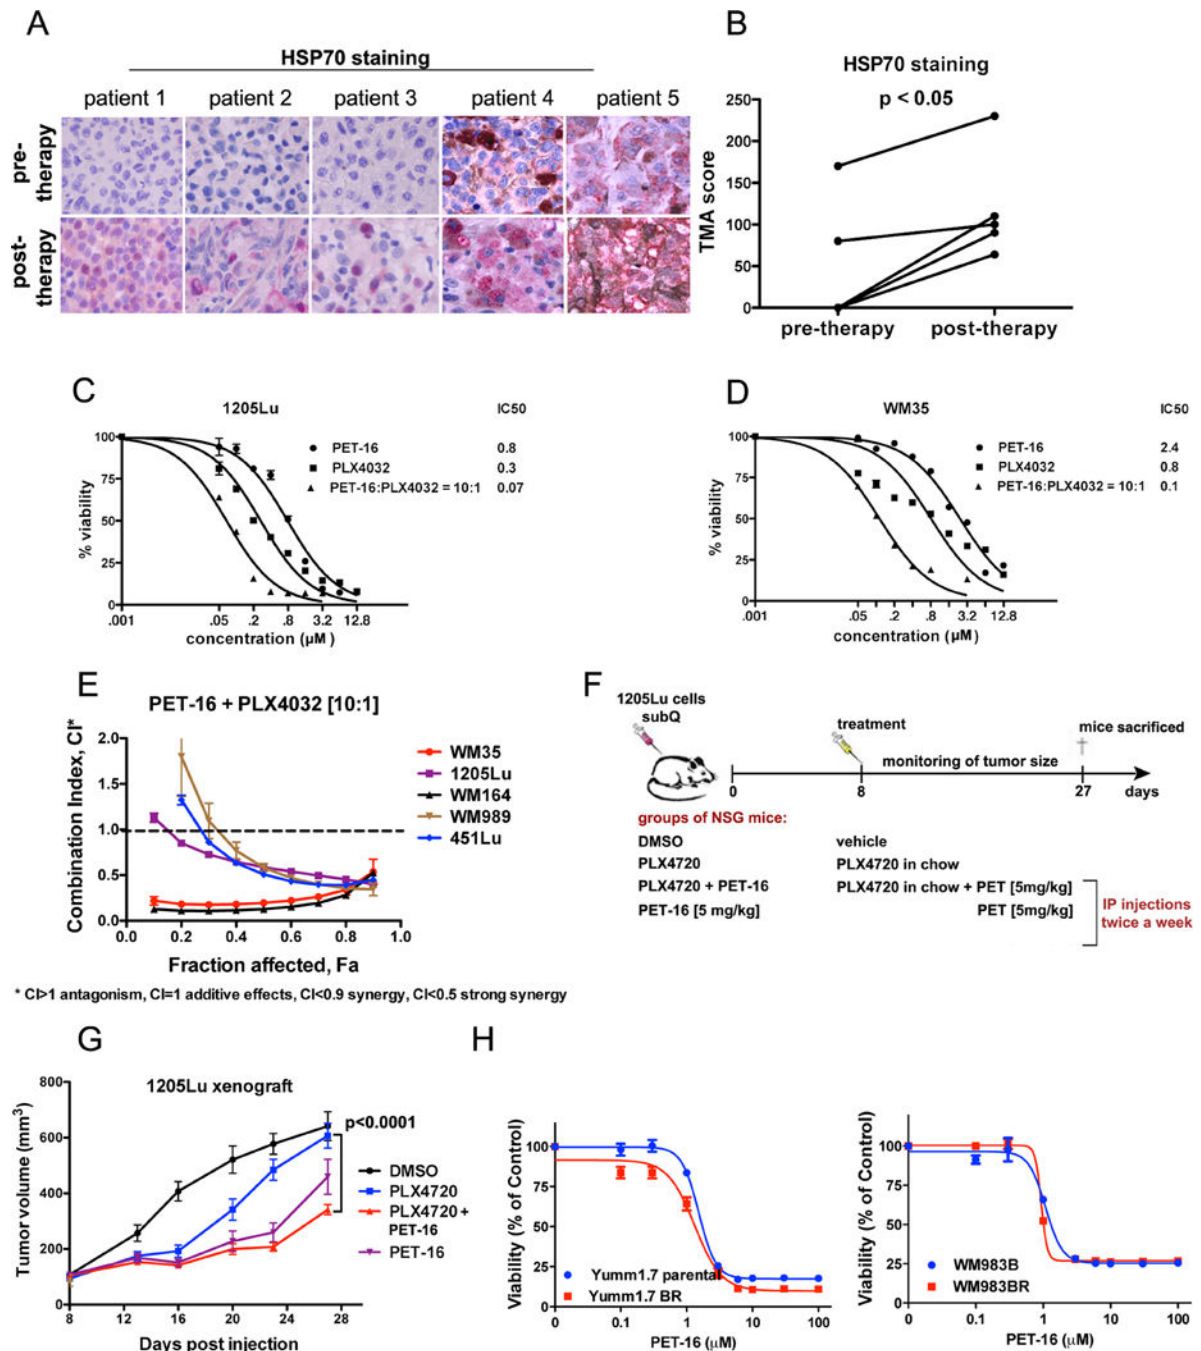 A
HSP70 staining
patient 1 patient 2 patient 3 patient 4 patient 5
pre-
therapy
post-
therapy
B
HSP70 staining
p < 0.05
TMA score
250
200
150
100
50
0
pre-therapy post-therapy
C
1205Lu IC50
PET-16 0.8
PLX4032 0.3
PET-16:PLX4032 = 10:1 0.07
% viability
100
75
50
25
0
.001 .05 .2 .8 3.2 12.8
concentration (µM)
D
WM35 IC50
PET-16 2.4
PLX4032 0.8
PET-16:PLX4032 = 10:1 0.1
% viability
100
75
50
25
0
.001 .05 .2 .8 3.2 12.8
concentration (µM)
E
PET-16 + PLX4032 [10:1]
Combination Index, CI*
2.0
1.5
1.0
0.5
0
0.0 0.2 0.4 0.6 0.8 1.0
Fraction affected, Fa
WM35
1205Lu
WM164
WM989
451Lu
* CI>1 antagonism, CI=1 additive effects, CI<0.9 synergy, CI<0.5 strong synergy
F
1205Lu cells
subQ
treatment
mice sacrificed
monitoring of tumor size
0 8 27 days
groups of NSG mice:
DMSO vehicle
PLX4720 PLX4720 in chow
PLX4720 + PET-16 PLX4720 in chow + PET [5mg/kg]
PET-16 [5 mg/kg] PET [5mg/kg]
IP injections
twice a week
G
1205Lu xenograft
Tumor volume (mm³)
800
600
400
200
0
8 12 16 20 24 28
Days post injection
p<0.0001
DMSO
PLX4720
PLX4720 +
PET-16
PET-16
H
Viability (% of Control)
100
75
50
25
0
Yumm1.7 parental
Yumm1.7 BR
0 0.1 1 10 100
PET-16 (µM)
Viability (% of Control)
100
75
50
25
0
WM983B
WM983BR
0 0.1 1 10 100
PET-16 (µM)